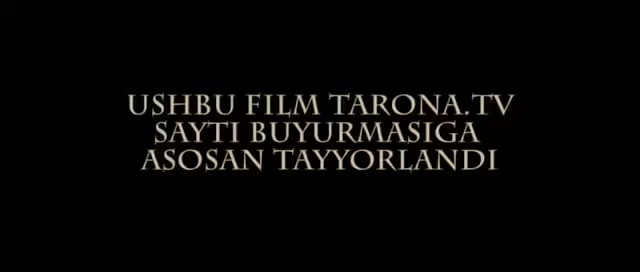 USHBU FILM TARONA.TV
SAYTI BUYURMASIGA
ASOSAN TAYYORLANDI